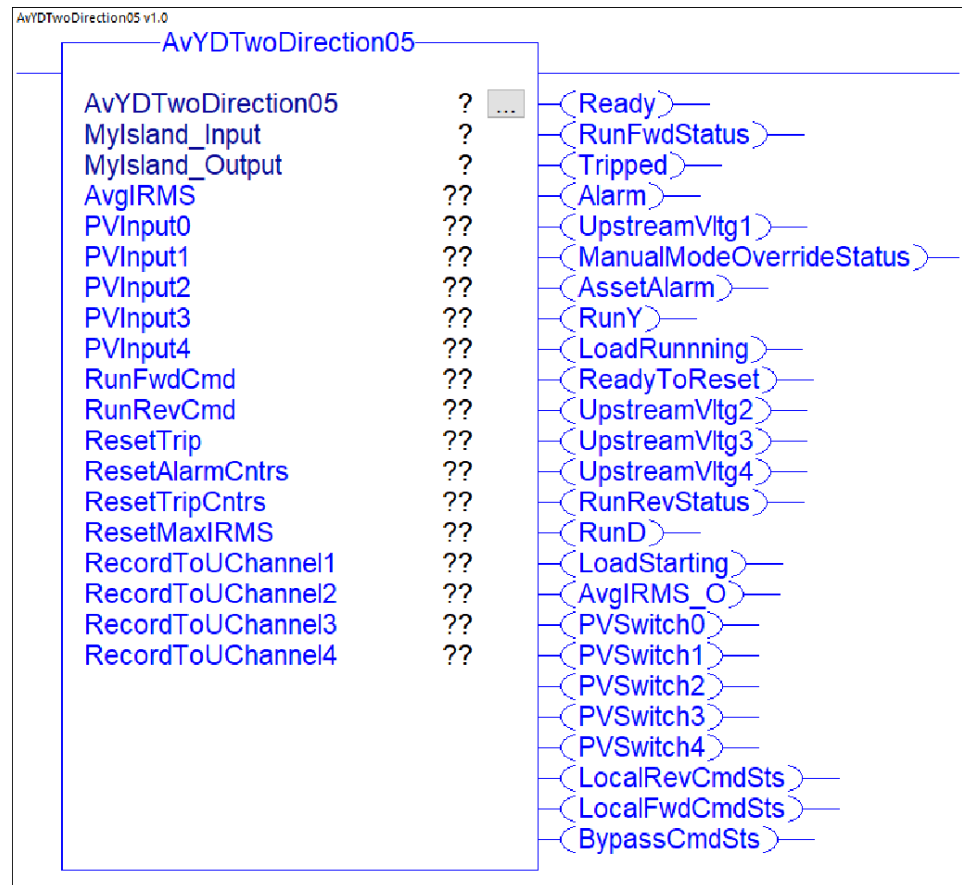 AvYDTwoDirection05 v1.0
AvYDTwoDirection05
AvYDTwoDirection05 ? ... Ready
MyIsland_Input ? RunFwdStatus
MyIsland_Output ? Tripped
AvgIRMS ?? Alarm
PVInput0 ?? UpstreamVltg1
PVInput1 ?? ManualModeOverrideStatus
PVInput2 ?? AssetAlarm
PVInput3 ?? RunY
PVInput4 ?? LoadRunnning
RunFwdCmd ?? ReadyToReset
RunRevCmd ?? UpstreamVltg2
ResetTrip ?? UpstreamVltg3
ResetAlarmCntrs ?? UpstreamVltg4
ResetTripCntrs ?? RunRevStatus
ResetMaxIRMS ?? RunD
RecordToUChannel1 ?? LoadStarting
RecordToUChannel2 ?? AvgIRMS_O
RecordToUChannel3 ?? PVSwitch0
RecordToUChannel4 ?? PVSwitch1
PVSwitch2
PVSwitch3
PVSwitch4
LocalRevCmdSts
LocalFwdCmdSts
BypassCmdSts